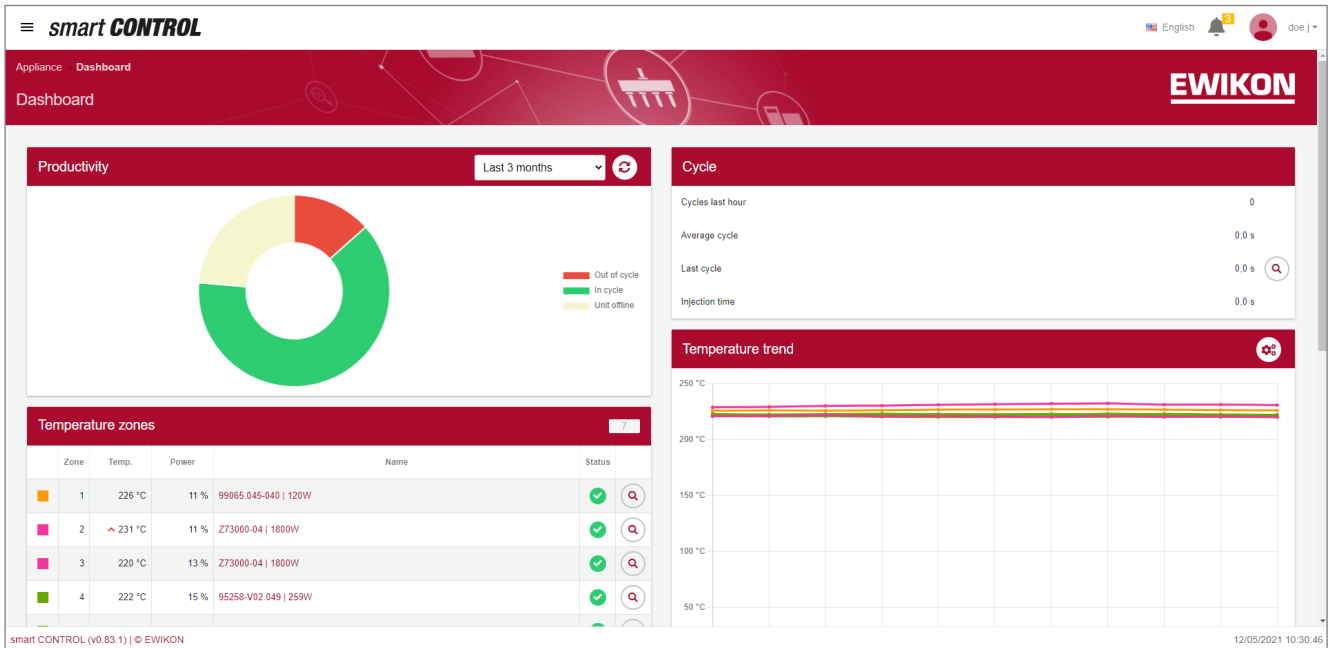 smart CONTROL
English
3
doe.j
Appliance Dashboard
Dashboard
EWIKON
Productivity
Last 3 months
Out of cycle
In cycle
Unit offline
Cycle
Cycles last hour 0
Average cycle 0,0 s
Last cycle 0,0 s
Injection time 0,0 s
Temperature trend
250 °C
200 °C
150 °C
100 °C
50 °C
Temperature zones 7
Zone Temp. Power Name Status
1 226 °C 11 % 99065.045-040 | 120W
2 231 °C 11 % Z73000-04 | 1800W
3 220 °C 13 % Z73000-04 | 1800W
4 222 °C 15 % 95258-V02.049 | 259W
smart CONTROL (v0.83.1) | © EWIKON
12/05/2021 10:30:46